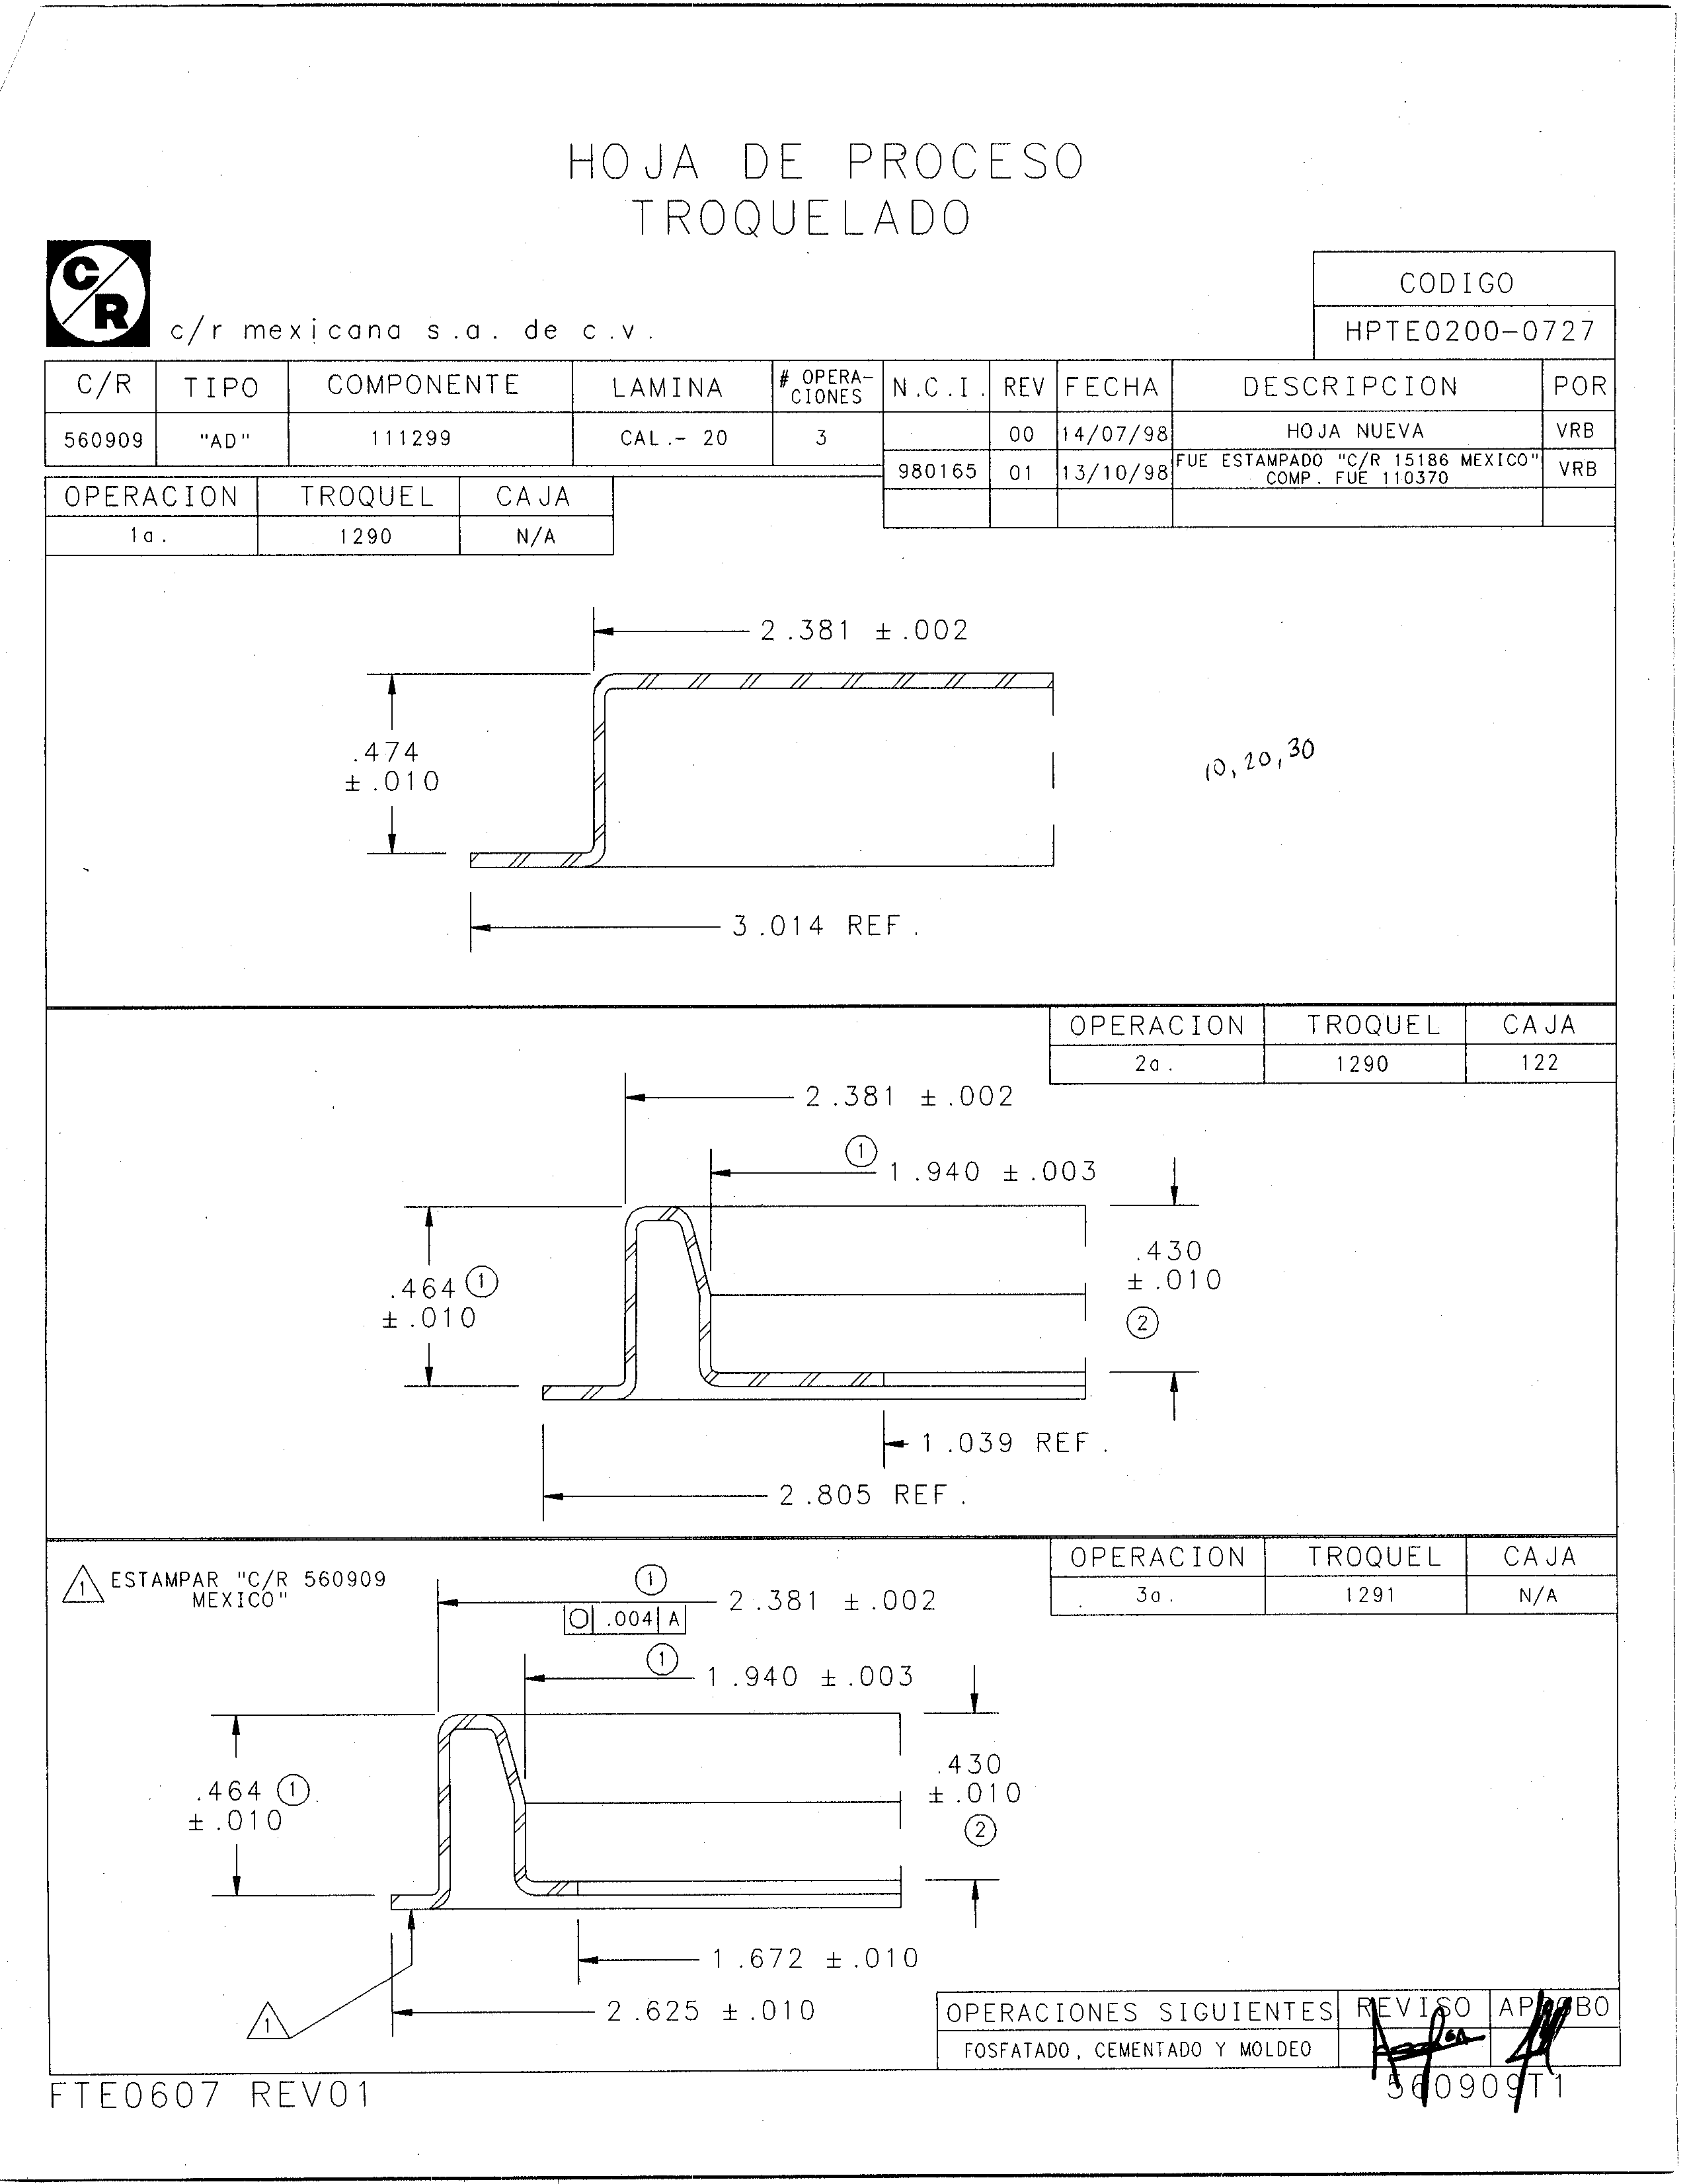 HOJA DE PROCESO
TROQUELADO
C/R
c/r mexicana s.a. de c.v.
CODIGO
HPTE0200-0727
C/R TIPO COMPONENTE LAMINA # OPERA-CIONES N.C.I. REV FECHA DESCRIPCION POR
560909 "AD" 111299 CAL.- 20 3 00 14/07/98 HOJA NUEVA VRB
980165 01 13/10/98 FUE ESTAMPADO "C/R 15186 MEXICO" VRB
COMP. FUE 110370
OPERACION TROQUEL CAJA
1a. 1290 N/A
2.381 ±.002
.474
±.010
10, 20, 30
3.014 REF.
OPERACION TROQUEL CAJA
2a. 1290 122
2.381 ±.002
1
1.940 ±.003
.430
±.010
2
.464 1
±.010
1.039 REF.
2.805 REF.
OPERACION TROQUEL CAJA
3a. 1291 N/A
1 ESTAMPAR "C/R 560909
MEXICO"
1
2.381 ±.002
○ .004 A
1
1.940 ±.003
.430
±.010
2
.464 1
±.010
1.672 ±.010
2.625 ±.010
1
OPERACIONES SIGUIENTES REVISO APROBO
FOSFATADO, CEMENTADO Y MOLDEO
FTE0607 REV01
560909T1